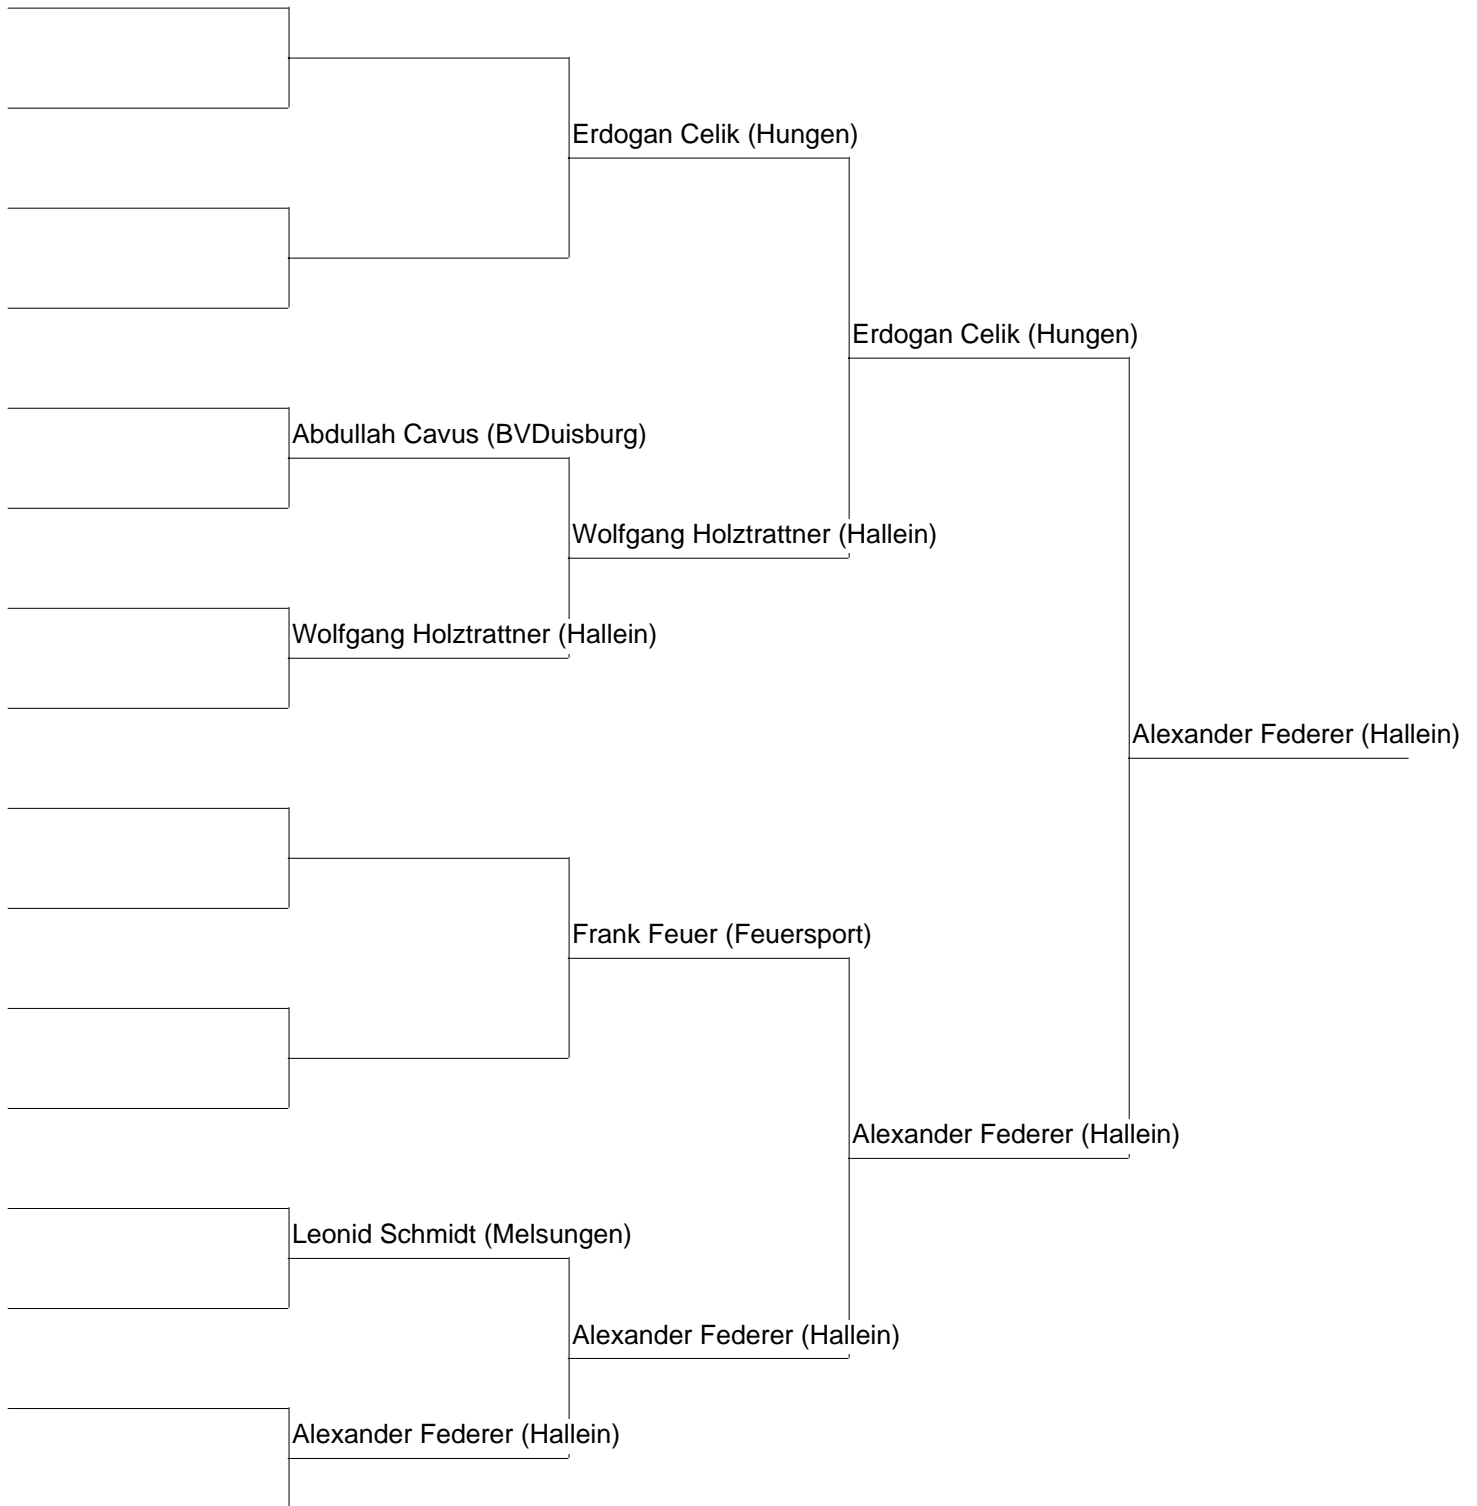 Erdogan Celik (Hungen)
Erdogan Celik (Hungen)
Abdullah Cavus (BVDuisburg)
Wolfgang Holztrattner (Hallein)
Wolfgang Holztrattner (Hallein)
Alexander Federer (Hallein)
Frank Feuer (Feuersport)
Alexander Federer (Hallein)
Leonid Schmidt (Melsungen)
Alexander Federer (Hallein)
Alexander Federer (Hallein)